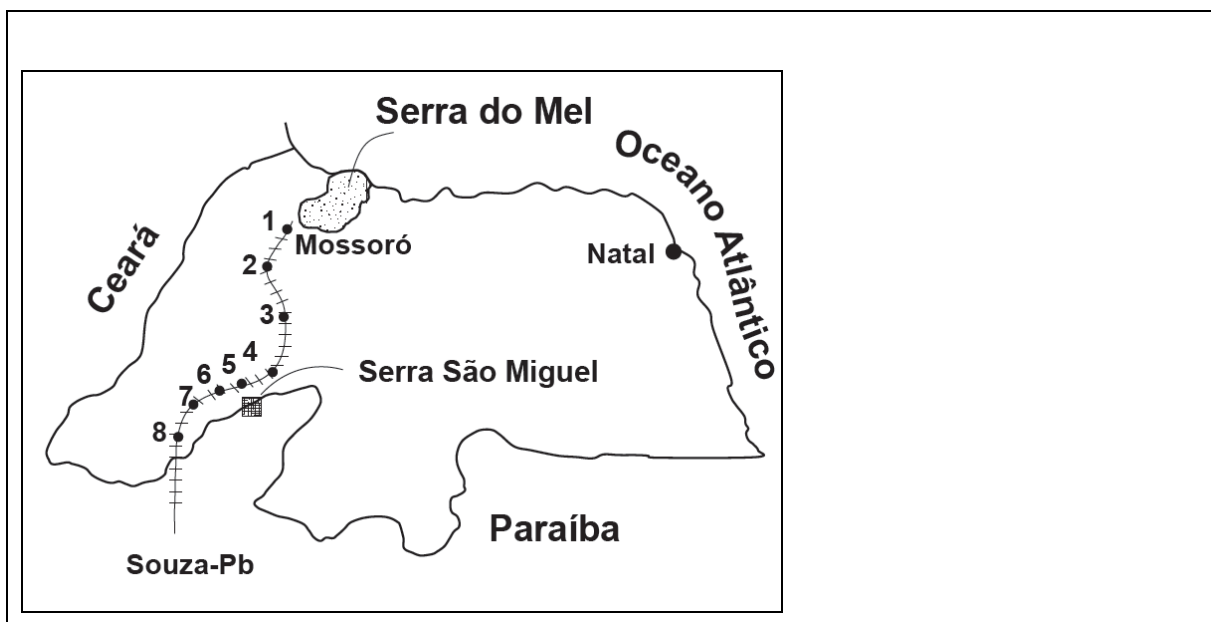 Serra do Mel
Oceano Atlântico
Ceará
1
Mossoró
2
Natal
3
4
5
6
7
8
Serra São Miguel
Paraíba
Souza-Pb